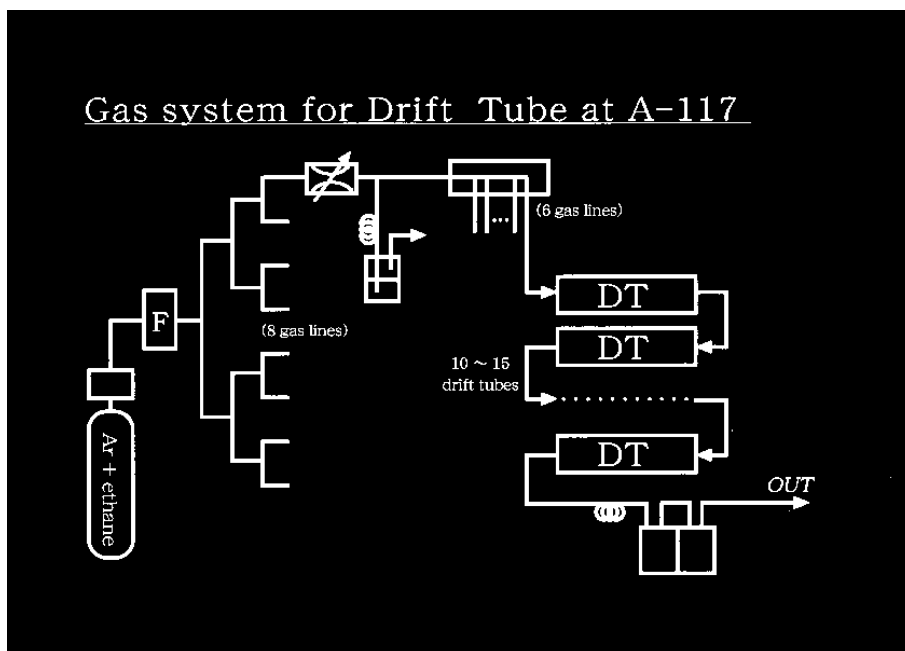 Gas system for Drift Tube at A-117
(6 gas lines)
DT
F
(8 gas lines)
DT
10 ~ 15
drift tubes
Ar + ethane
DT
OUT